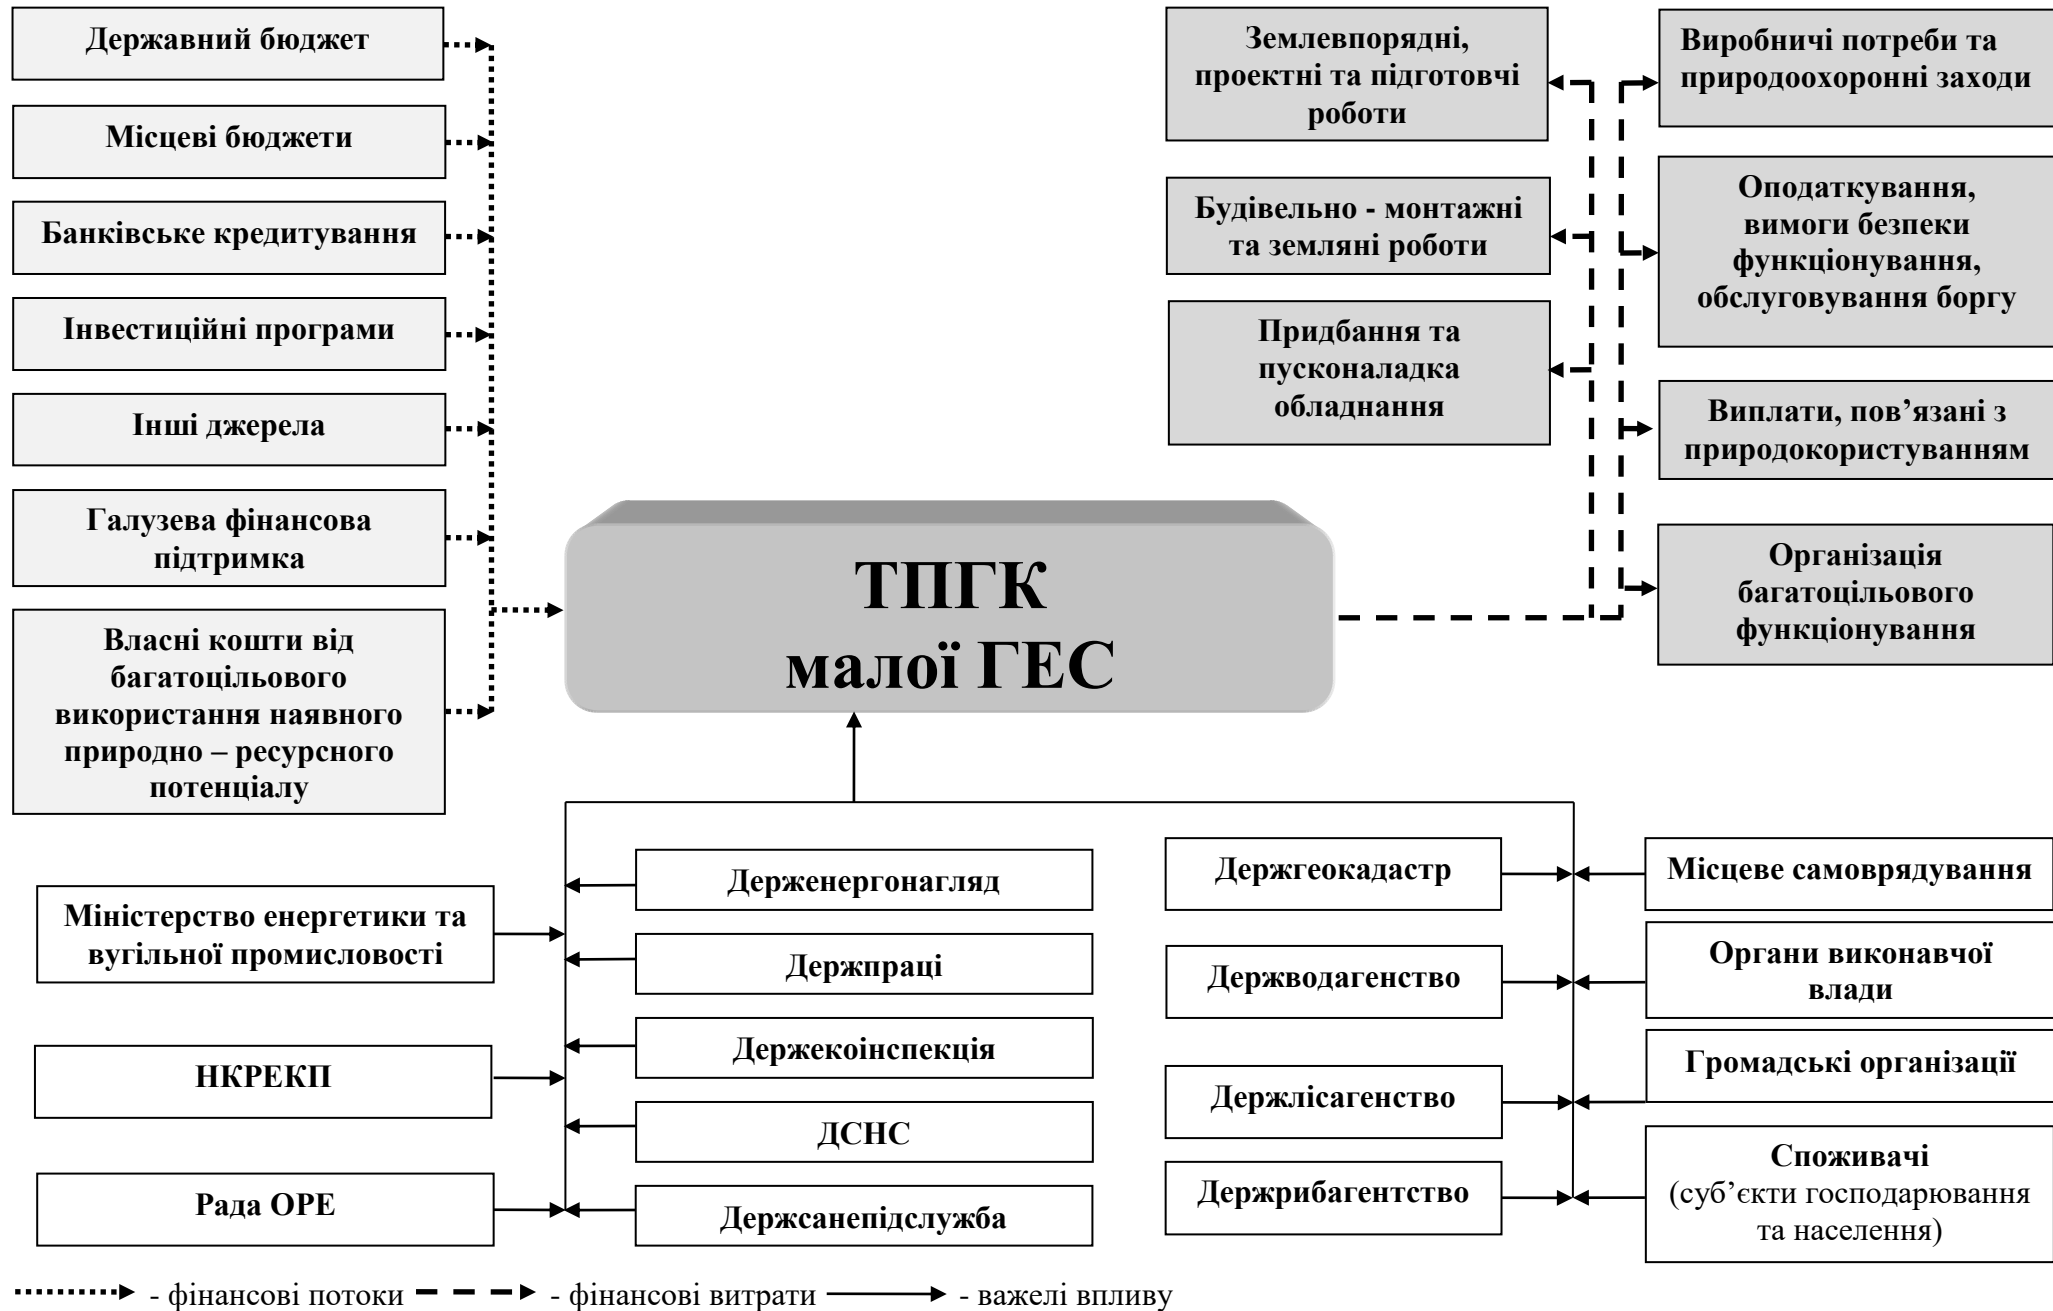 Державний бюджет
Місцеві бюджети
Банківське кредитування
Інвестиційні програми
Інші джерела
Галузева фінансова
підтримка
Власні кошти від
багатоцільового
використання наявного
природно – ресурсного
потенціалу
Землевпорядні,
проектні та підготовчі
роботи
Будівельно - монтажні
та земляні роботи
Придбання та
пусконаладка
обладнання
Виробничі потреби та
природоохоронні заходи
Оподаткування,
вимоги безпеки
функціонування,
обслуговування боргу
Виплати, пов’язані з
природокористуванням
Організація
багатоцільового
функціонування
ТПГК
малої ГЕС
Міністерство енергетики та
вугільної промисловості
НКРЕКП
Рада ОРЕ
Держенергонагляд
Держпраці
Держекоінспекція
ДСНС
Держсанепідслужба
Держгеокадастр
Держводагенство
Держлісагенство
Держрибагентство
Місцеве самоврядування
Органи виконавчої
влади
Громадські організації
Споживачі
(суб’єкти господарювання
та населення)
- фінансові потоки - фінансові витрати - важелі впливу